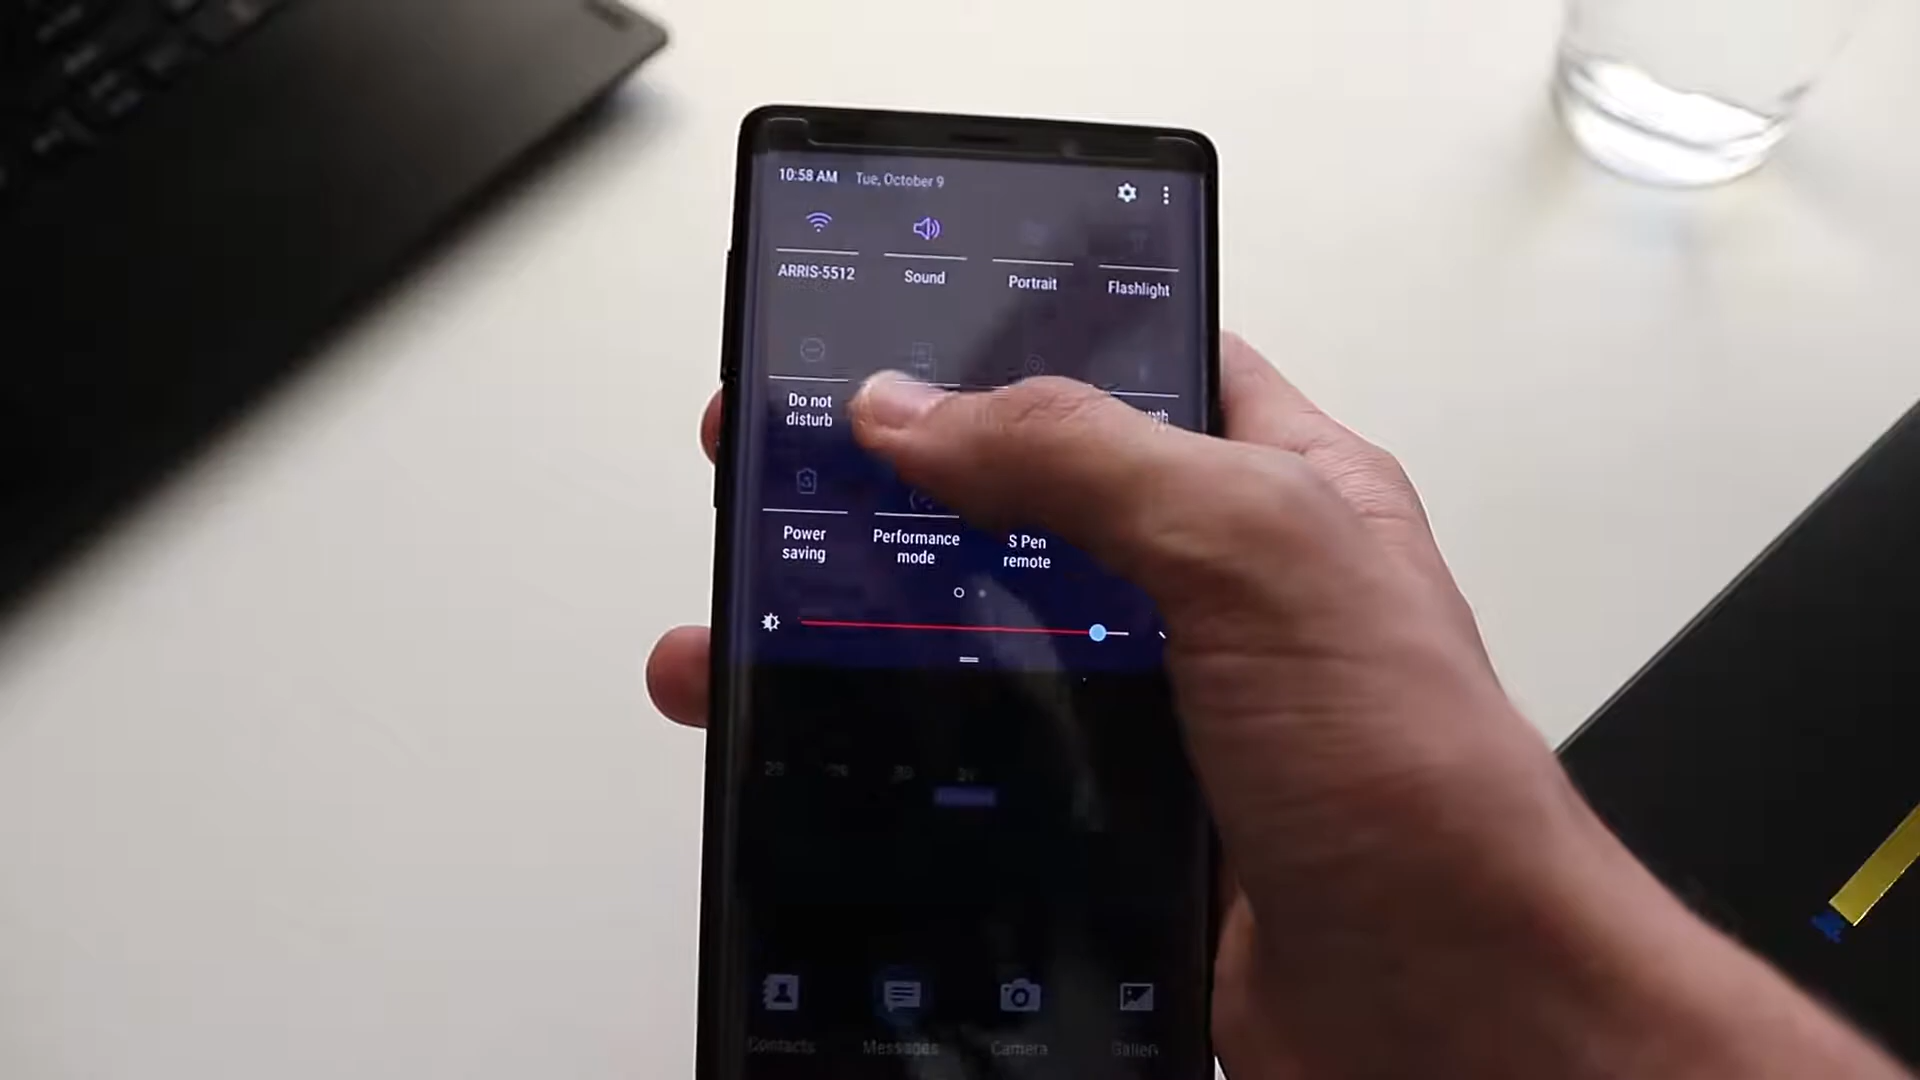 10:58 AM Tue, October 9
ARRIS-5512 Sound Portrait Flashlight
Do not
disturb
Power
saving
Performance
mode
S Pen
remote
Contacts Messages Camera Gallery